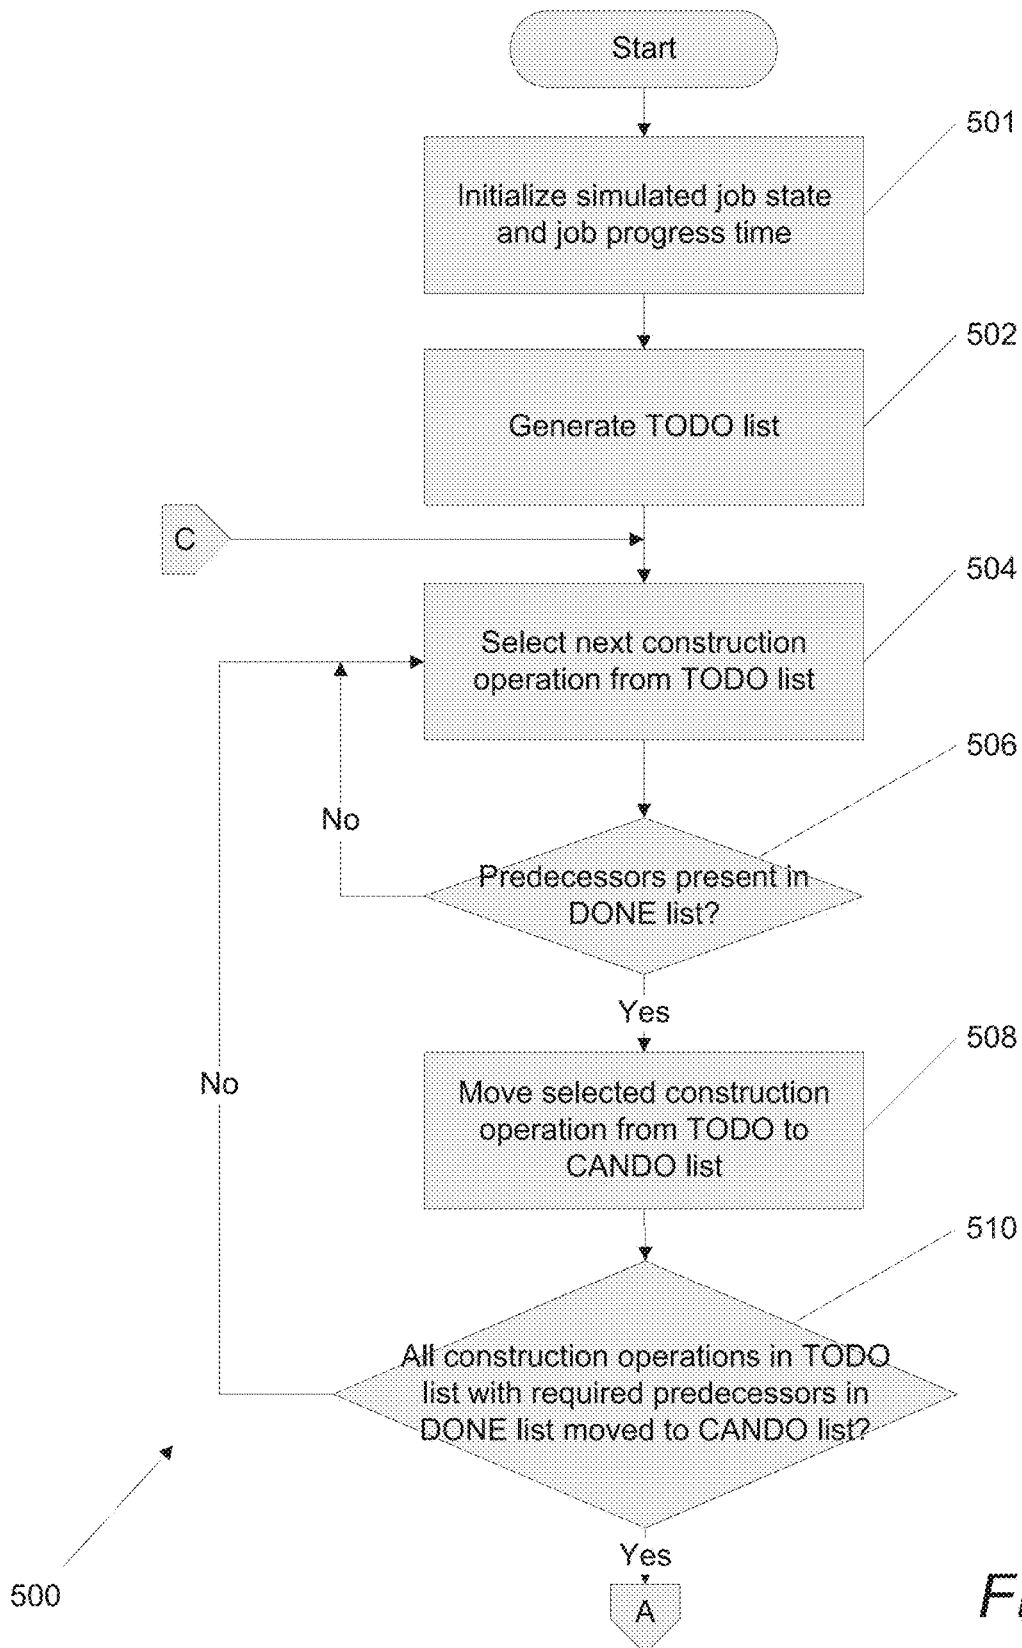 Start
501
Initialize simulated job state
and job progress time
502
Generate TODO list
C
504
Select next construction
operation from TODO list
506
No
Predecessors present in
DONE list?
Yes
508
No
Move selected construction
operation from TODO to
CANDO list
510
All construction operations in TODO
list with required predecessors in
DONE list moved to CANDO list?
Yes
500
A